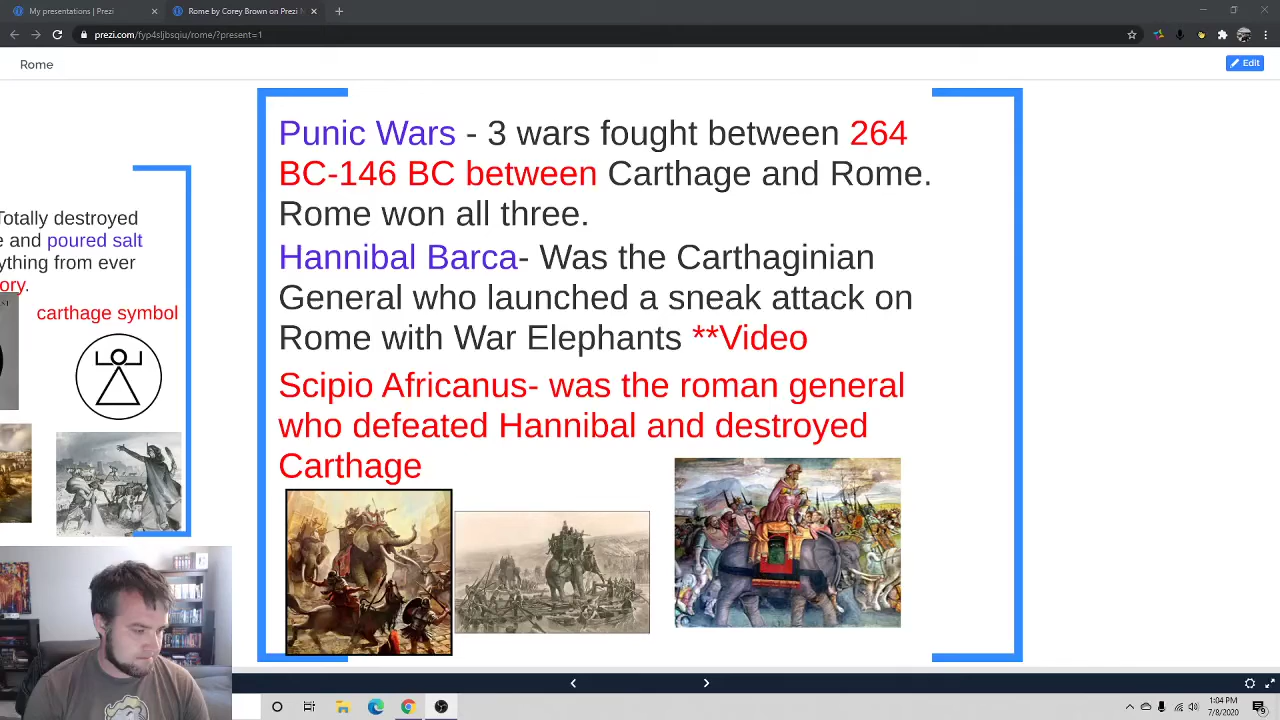 My presentations | Prezi
Rome by Corey Brown on Prezi N
prezi.com/fyp4sljbsqiu/rome/?present=1
Rome
Edit
Punic Wars - 3 wars fought between 264
BC-146 BC between Carthage and Rome.
Rome won all three.
Hannibal Barca- Was the Carthaginian
General who launched a sneak attack on
Rome with War Elephants **Video
Scipio Africanus- was the roman general
who defeated Hannibal and destroyed
Carthage
Totally destroyed
e and poured salt
ything from ever
ory.
carthage symbol
1:04 PM
7/8/2020